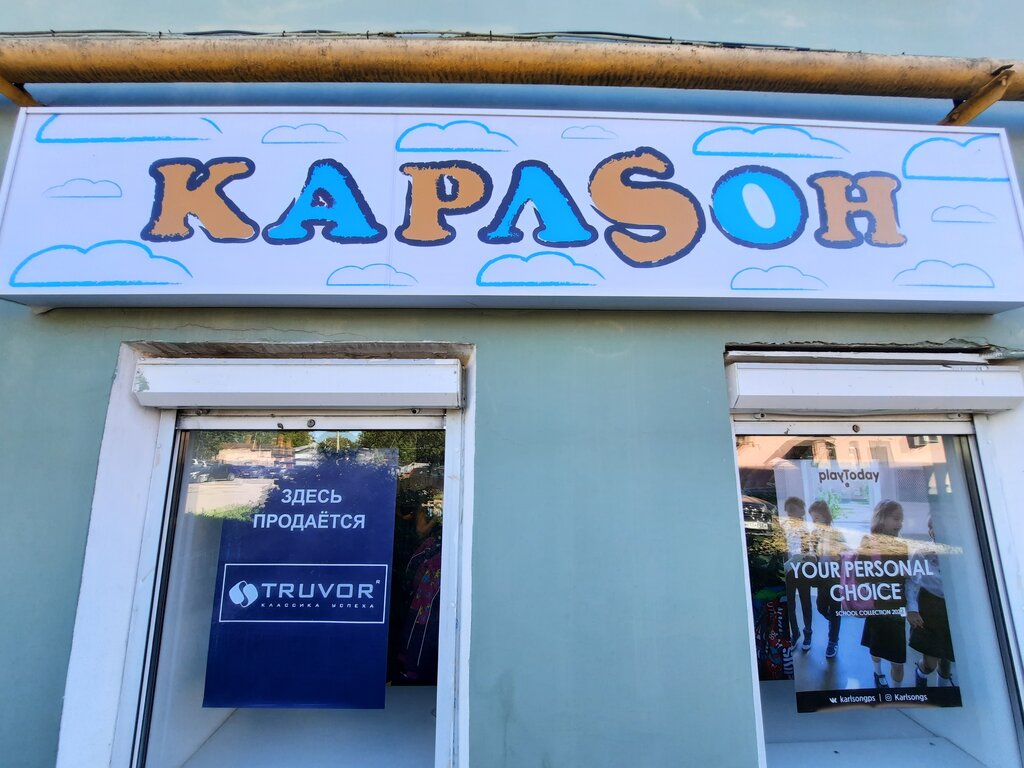 КАРЛSОН
ЗДЕСЬ
ПРОДАЁТСЯ
TRUVOR
КЛАССИКА УСПЕХА
playToday
YOUR PERSONAL
CHOICE
SCHOOL COLLECTION
karlsongps | Karlsongs